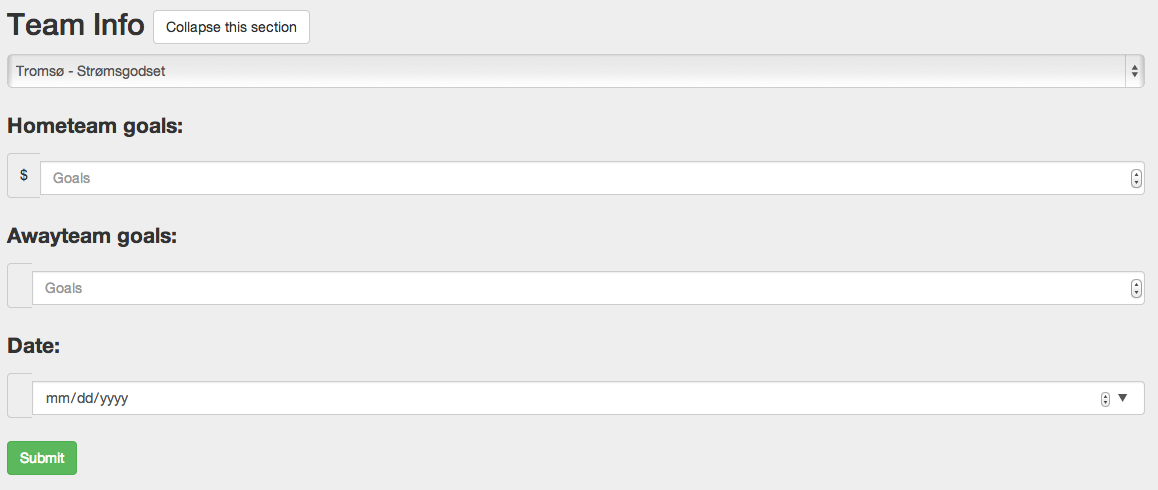 Team Info Collapse this section
Tromsø - Strømsgodset
Hometeam goals:
$ Goals
Awayteam goals:
Goals
Date:
mm/dd/yyyy
Submit